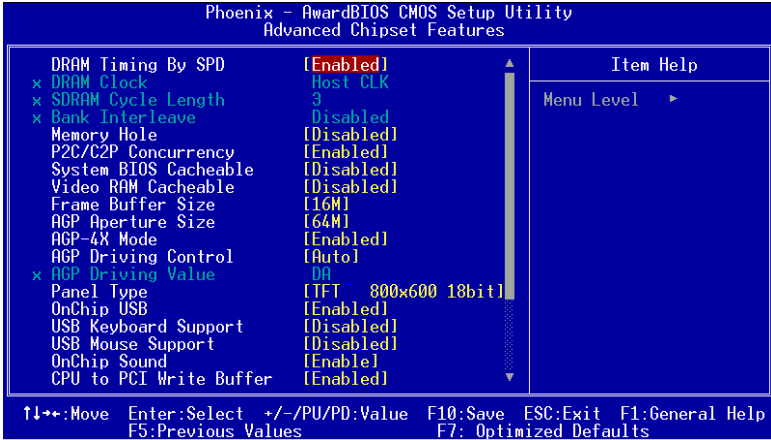 Phoenix - AwardBIOS CMOS Setup Utility
Advanced Chipset Features
DRAM Timing By SPD [Enabled]
x DRAM Clock Host CLK
x SDRAM Cycle Length 3
x Bank Interleave Disabled
Memory Hole [Disabled]
P2C/C2P Concurrency [Enabled]
System BIOS Cacheable [Disabled]
Video RAM Cacheable [Disabled]
Frame Buffer Size [16M]
AGP Aperture Size [64M]
AGP-4X Mode [Enabled]
AGP Driving Control [Auto]
x AGP Driving Value DA
Panel Type [TFT 800x600 18bit]
OnChip USB [Enabled]
USB Keyboard Support [Disabled]
USB Mouse Support [Disabled]
OnChip Sound [Enable]
CPU to PCI Write Buffer [Enabled]
Item Help
Menu Level ►
↑↓→←:Move Enter:Select +/-/PU/PD:Value F10:Save ESC:Exit F1:General Help
F5:Previous Values F7: Optimized Defaults